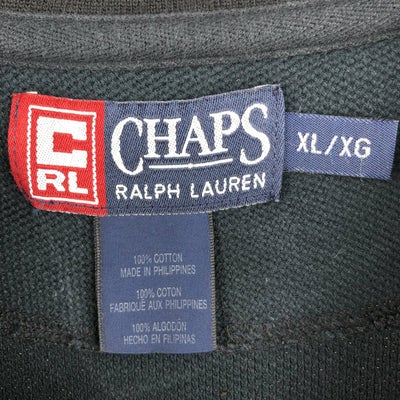 C
RL
CHAPS
RALPH LAUREN
XL/XG
100% COTTON
MADE IN PHILIPPINES
100% COTON
FABRIQUÉ AUX PHILIPPINES
100% ALGODON
HECHO EN FILIPINAS